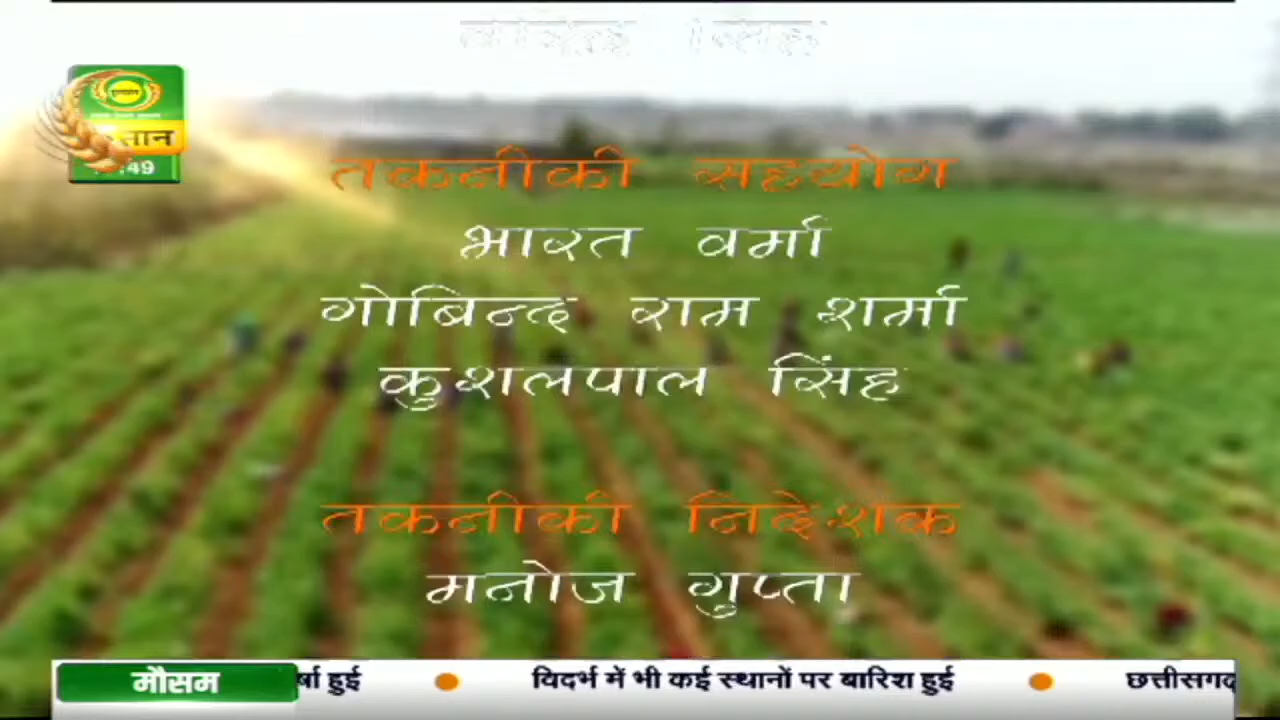 सिंह
तकनीकी सहयोग
भारत वर्मा
गोबिन्द राम शर्मा
कुशलपाल सिंह
तकनीकी निदेशक
मनोज गुप्ता
मौसम र्षा हुई विदर्भ में भी कई स्थानों पर बारिश हुई छत्तीसगढ़